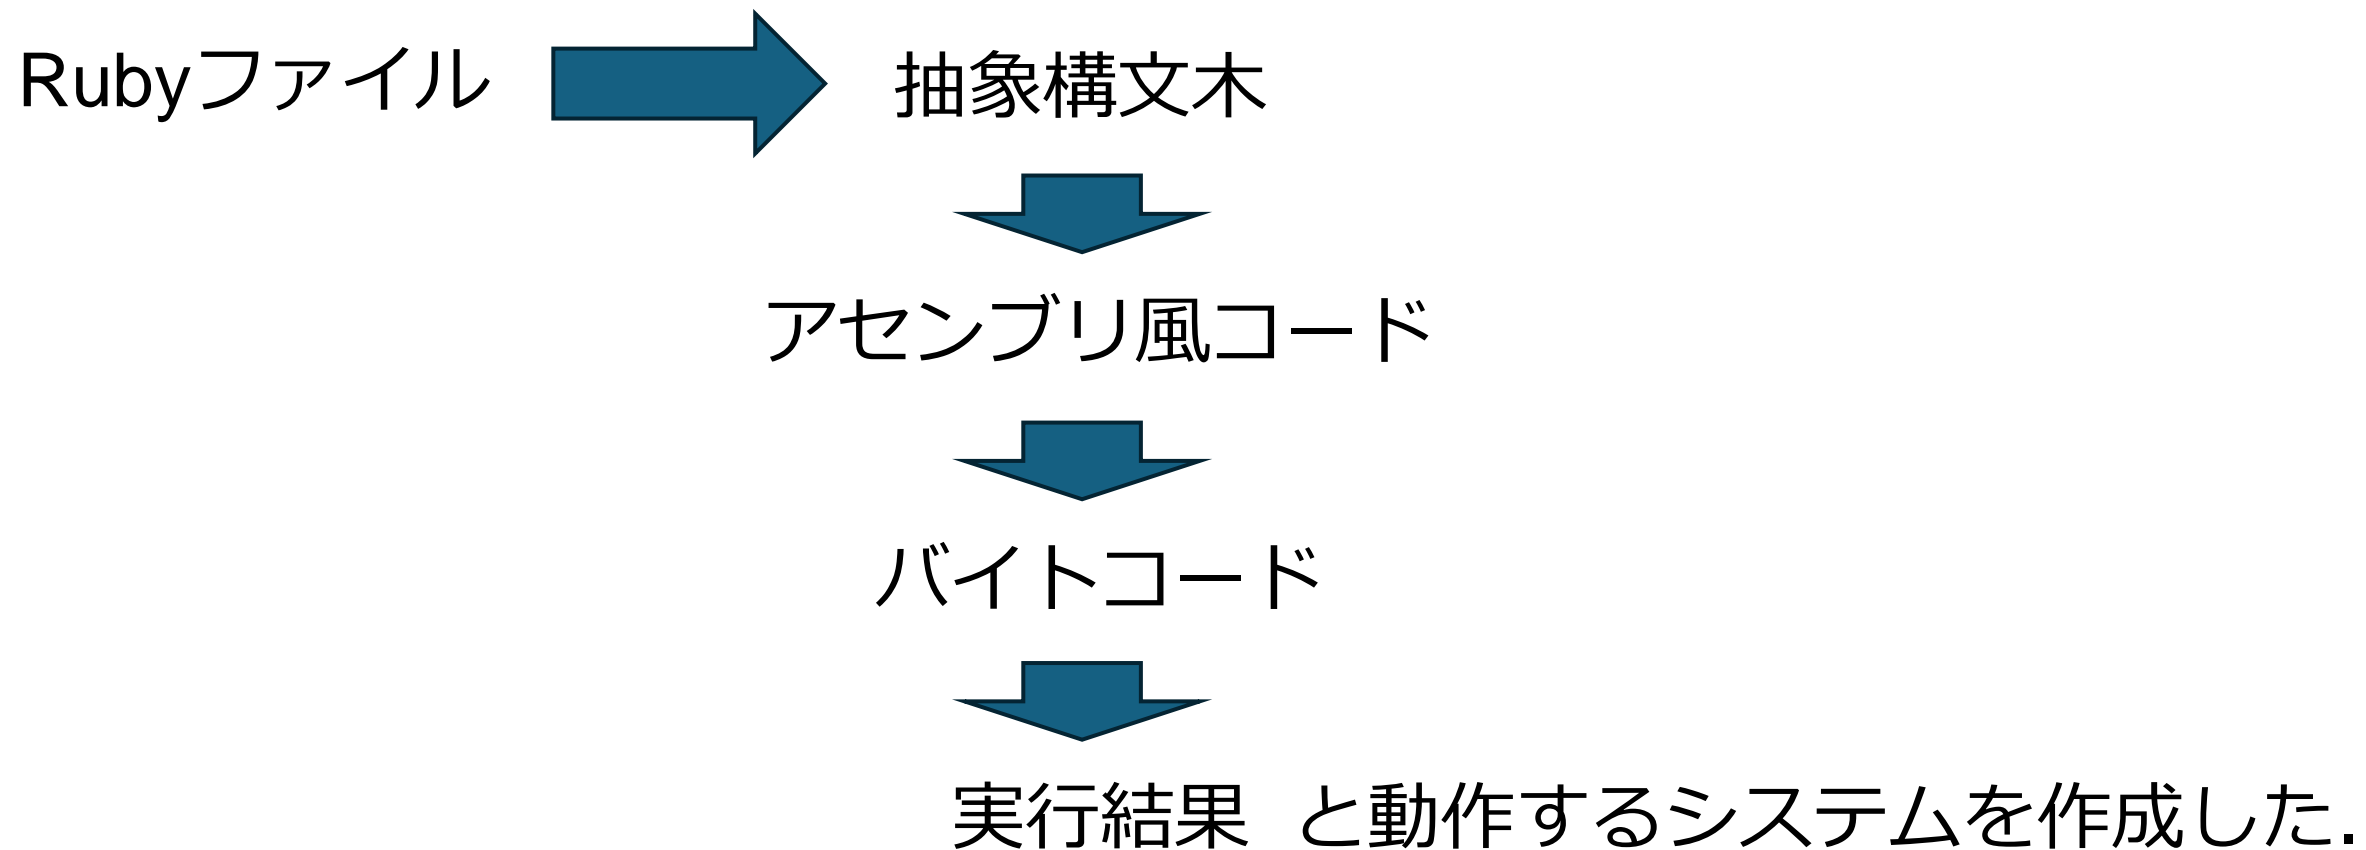 Rubyファイル
抽象構文木
アセンブリ風コード
バイトコード
実行結果 と動作するシステムを作成した.